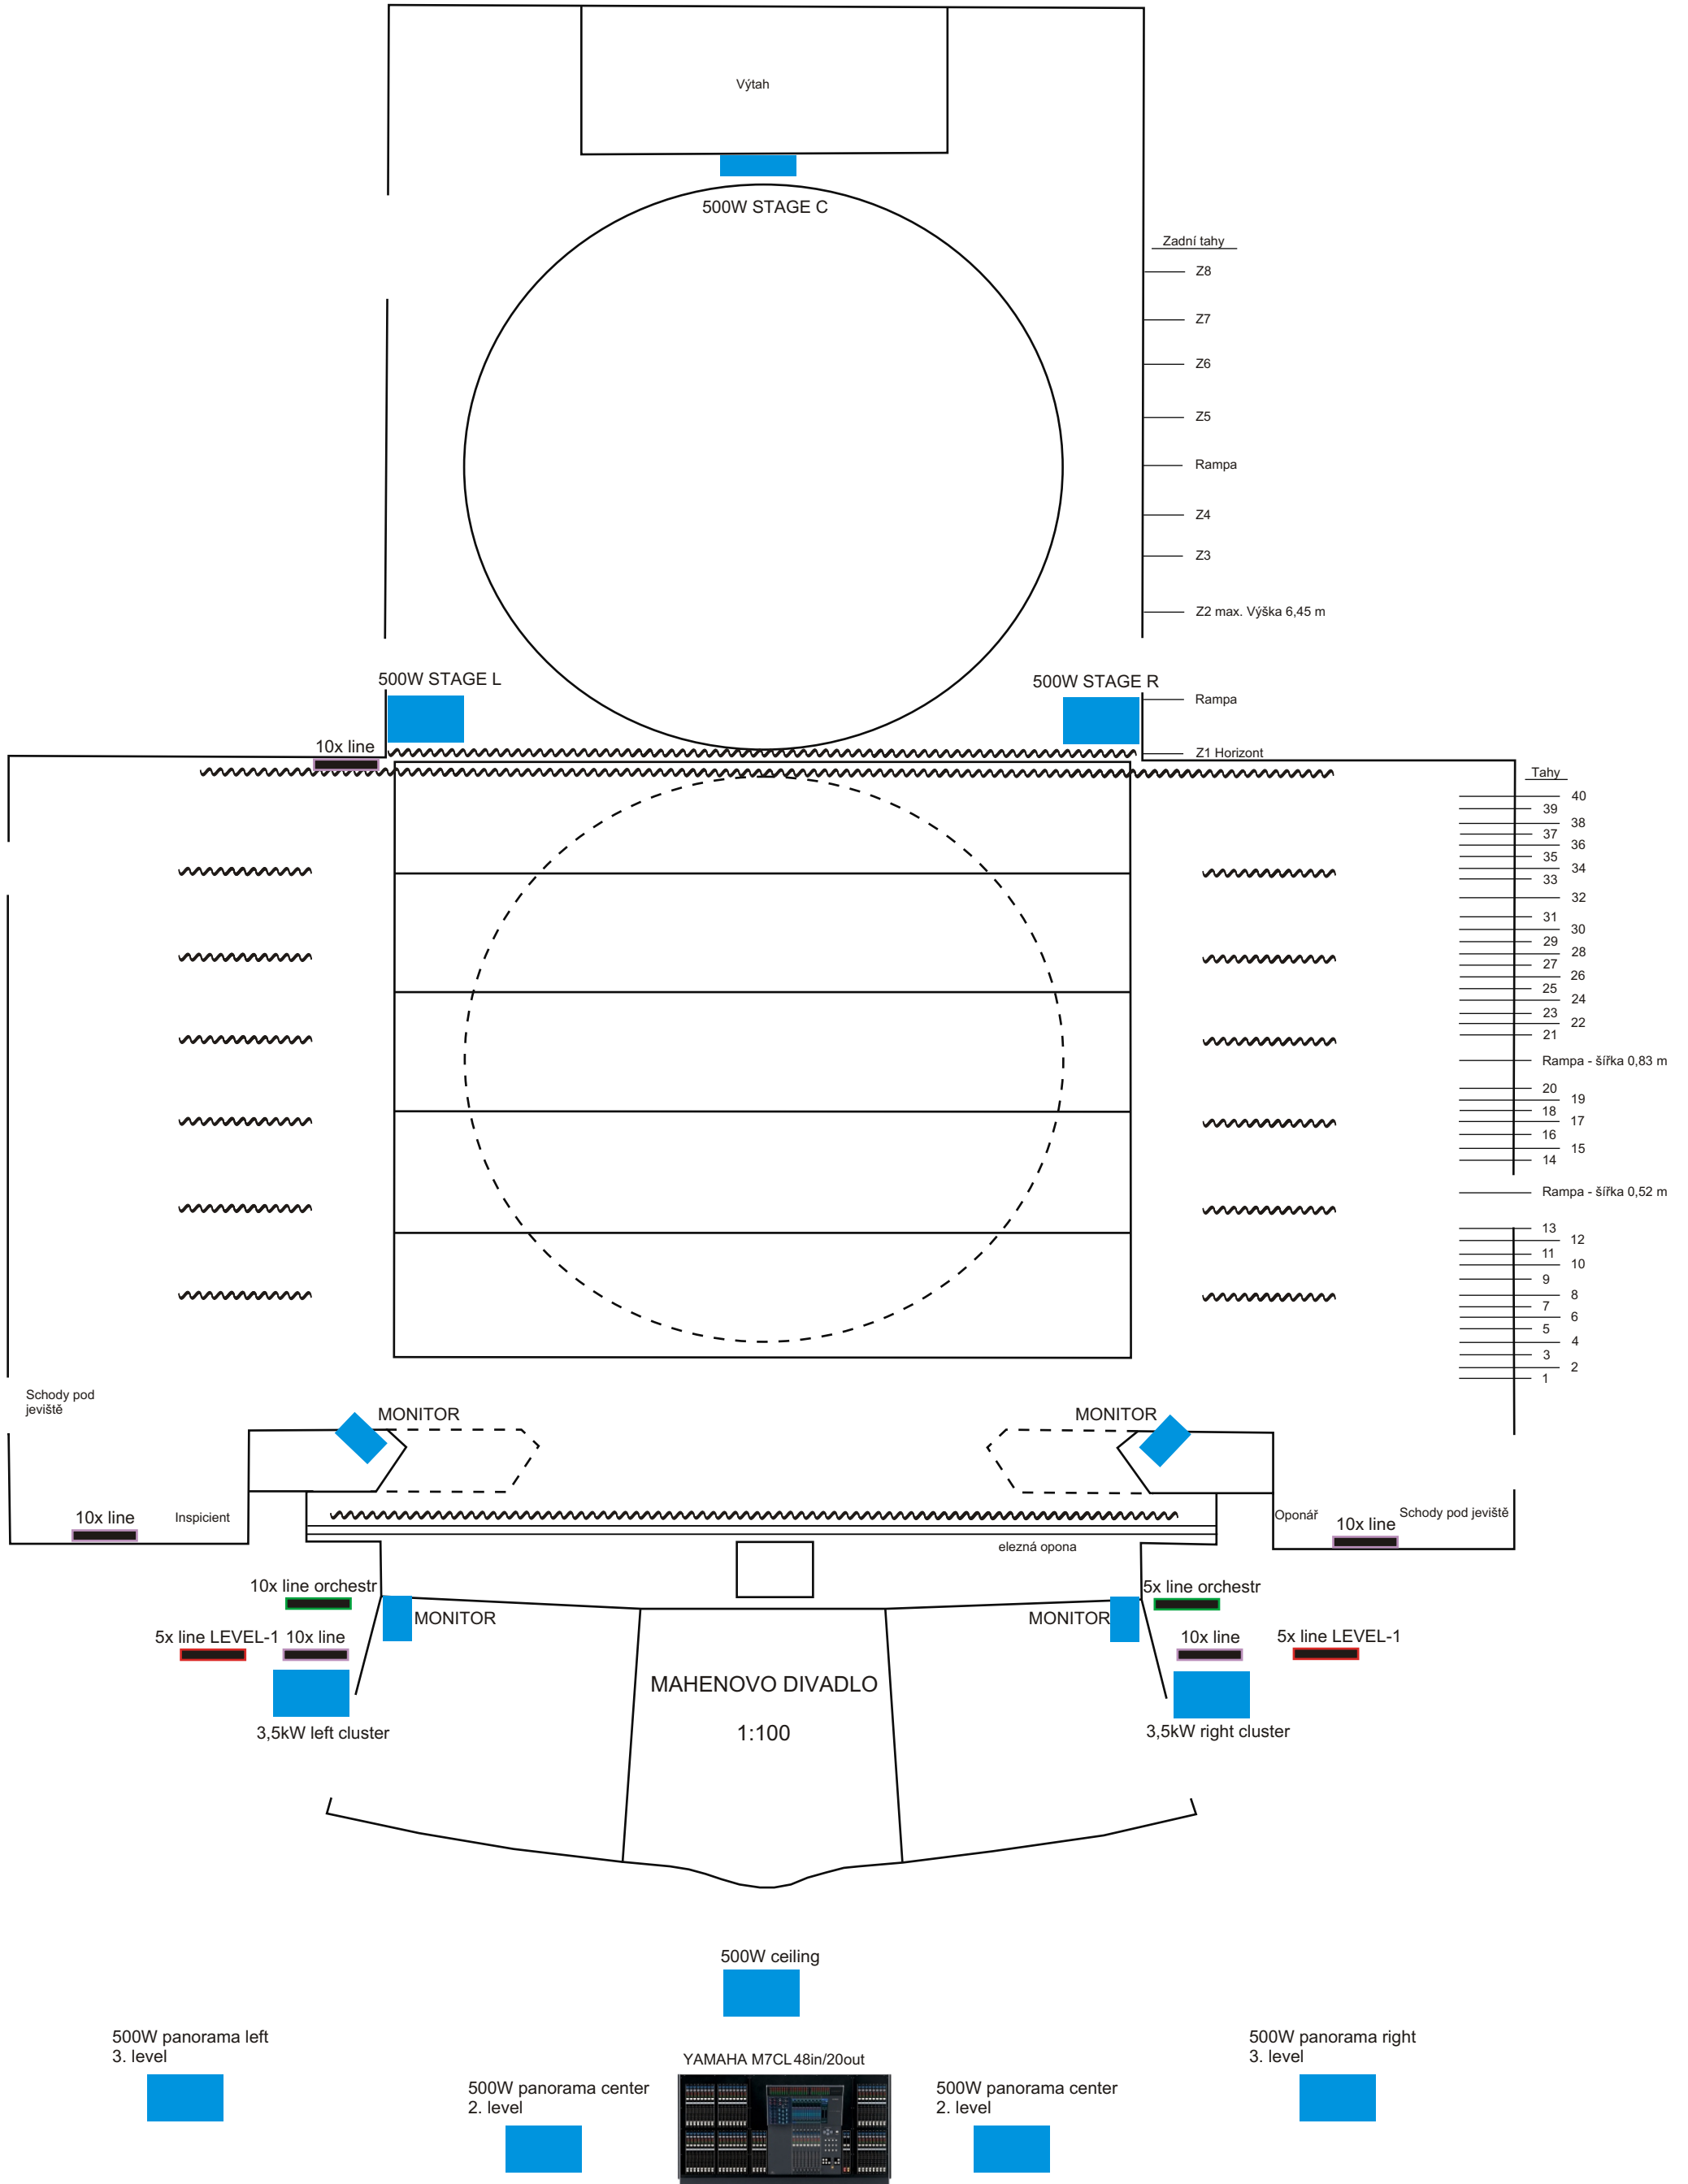 Výtah
500W STAGE C
Zadní tahy
Z8
Z7
Z6
Z5
Rampa
Z4
Z3
Z2 max. Výška 6,45 m
500W STAGE L
500W STAGE R
Rampa
10x line
Z1 Horizont
Tahy
40
39
38
37
36
35
34
33
32
31
30
29
28
27
26
25
24
23
22
21
Rampa - šířka 0,83 m
20
19
18
17
16
15
14
Rampa - šířka 0,52 m
13
12
11
10
9
8
7
6
5
4
3
2
1
Schody pod
jeviště
MONITOR
MONITOR
10x line
Inspicient
Oponář
10x line
Schody pod jeviště
elezná opona
10x line orchestr
5x line orchestr
MONITOR
MONITOR
5x line LEVEL-1
10x line
10x line
5x line LEVEL-1
MAHENOVO DIVADLO
1:100
3,5kW left cluster
3,5kW right cluster
500W ceiling
500W panorama left
3. level
500W panorama right
3. level
YAMAHA M7CL 48in/20out
500W panorama center
2. level
500W panorama center
2. level